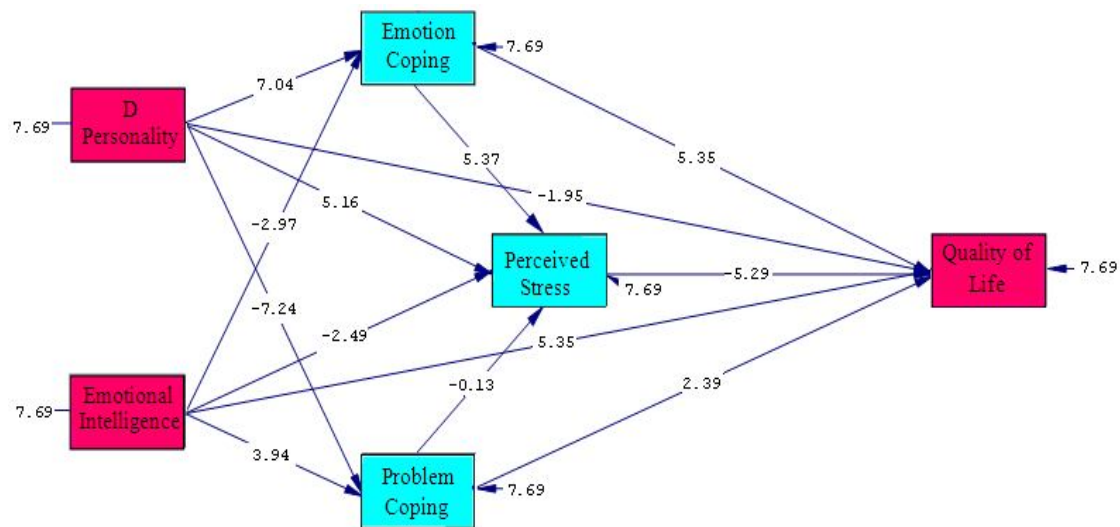 Emotion
Coping
7.69
7.04
D
Personality
7.69
5.37
5.35
-1.95
5.16
-2.97
Perceived
Stress
7.69
-5.29
Quality of
Life
7.69
-7.24
-2.49
5.35
-0.13
2.39
Emotional
Intelligence
7.69
3.94
Problem
Coping
7.69